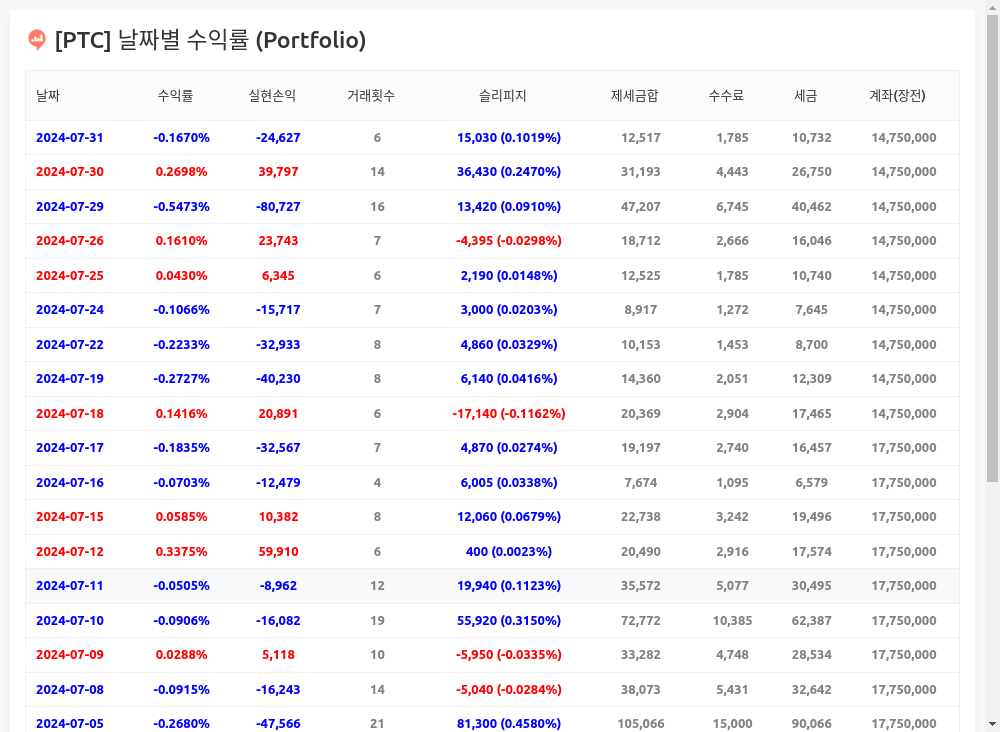 [PTC] 날짜별 수익률 (Portfolio)
날짜 수익률 실현손익 거래횟수 슬리피지 제세금합 수수료 세금 계좌(장전)
2024-07-31 -0.1670% -24,627 6 15,030 (0.1019%) 12,517 1,785 10,732 14,750,000
2024-07-30 0.2698% 39,797 14 36,430 (0.2470%) 31,193 4,443 26,750 14,750,000
2024-07-29 -0.5473% -80,727 16 13,420 (0.0910%) 47,207 6,745 40,462 14,750,000
2024-07-26 0.1610% 23,743 7 -4,395 (-0.0298%) 18,712 2,666 16,046 14,750,000
2024-07-25 0.0430% 6,345 6 2,190 (0.0148%) 12,525 1,785 10,740 14,750,000
2024-07-24 -0.1066% -15,717 7 3,000 (0.0203%) 8,917 1,272 7,645 14,750,000
2024-07-22 -0.2233% -32,933 8 4,860 (0.0329%) 10,153 1,453 8,700 14,750,000
2024-07-19 -0.2727% -40,230 8 6,140 (0.0416%) 14,360 2,051 12,309 14,750,000
2024-07-18 0.1416% 20,891 6 -17,140 (-0.1162%) 20,369 2,904 17,465 14,750,000
2024-07-17 -0.1835% -32,567 7 4,870 (0.0274%) 19,197 2,740 16,457 17,750,000
2024-07-16 -0.0703% -12,479 4 6,005 (0.0338%) 7,674 1,095 6,579 17,750,000
2024-07-15 0.0585% 10,382 8 12,060 (0.0679%) 22,738 3,242 19,496 17,750,000
2024-07-12 0.3375% 59,910 6 400 (0.0023%) 20,490 2,916 17,574 17,750,000
2024-07-11 -0.0505% -8,962 12 19,940 (0.1123%) 35,572 5,077 30,495 17,750,000
2024-07-10 -0.0906% -16,082 19 55,920 (0.3150%) 72,772 10,385 62,387 17,750,000
2024-07-09 0.0288% 5,118 10 -5,950 (-0.0335%) 33,282 4,748 28,534 17,750,000
2024-07-08 -0.0915% -16,243 14 -5,040 (-0.0284%) 38,073 5,431 32,642 17,750,000
2024-07-05 -0.2680% -47,566 21 81,300 (0.4580%) 105,066 15,000 90,066 17,750,000